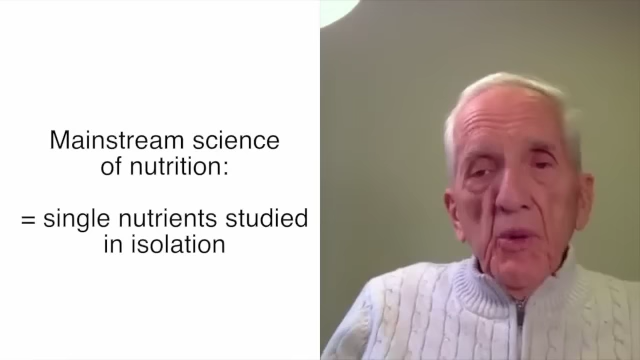 Mainstream science
of nutrition:
= single nutrients studied
in isolation